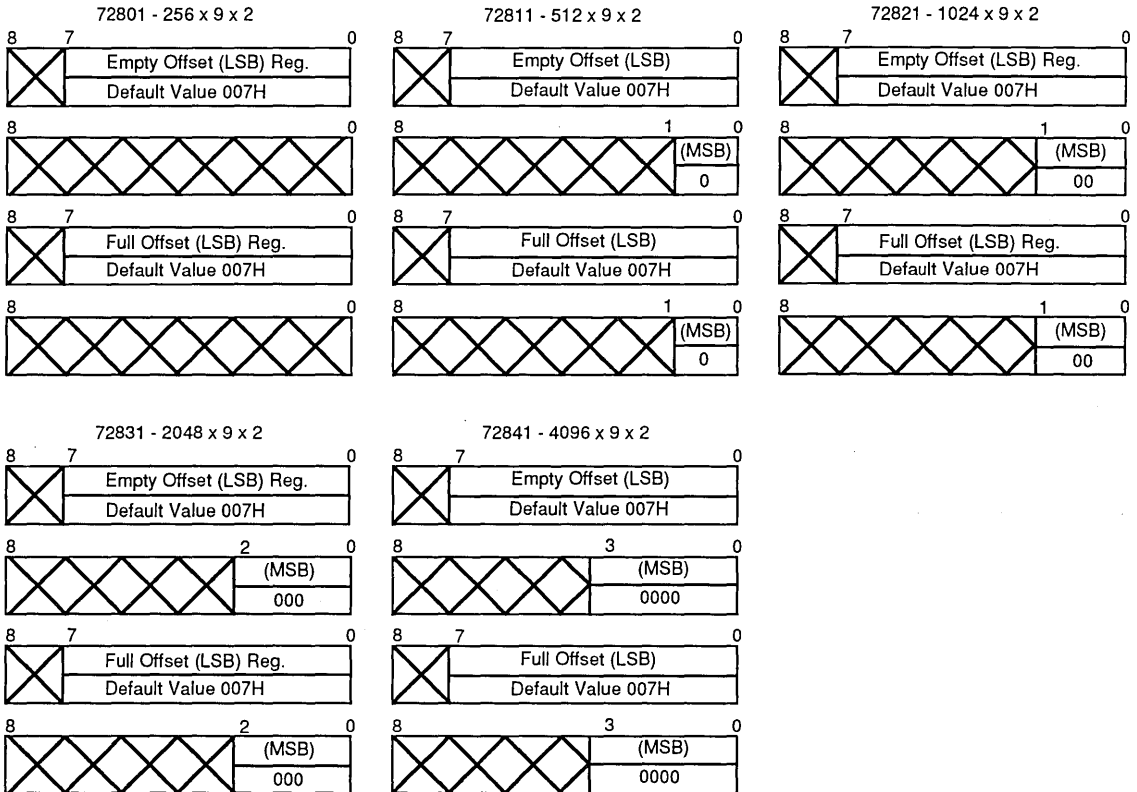 72801 - 256 x 9 x 2
8 7 0
Empty Offset (LSB) Reg.
Default Value 007H
8 0
8 7 0
Full Offset (LSB) Reg.
Default Value 007H
8 0
72811 - 512 x 9 x 2
8 7 0
Empty Offset (LSB)
Default Value 007H
8 1 0
(MSB)
0
8 7 0
Full Offset (LSB)
Default Value 007H
8 1 0
(MSB)
0
72821 - 1024 x 9 x 2
8 7 0
Empty Offset (LSB) Reg.
Default Value 007H
8 1 0
(MSB)
00
8 7 0
Full Offset (LSB) Reg.
Default Value 007H
8 1 0
(MSB)
00
72831 - 2048 x 9 x 2
8 7 0
Empty Offset (LSB) Reg.
Default Value 007H
8 2 0
(MSB)
000
8 7 0
Full Offset (LSB) Reg.
Default Value 007H
8 2 0
(MSB)
000
72841 - 4096 x 9 x 2
8 7 0
Empty Offset (LSB)
Default Value 007H
8 3 0
(MSB)
0000
8 7 0
Full Offset (LSB)
Default Value 007H
8 3 0
(MSB)
0000